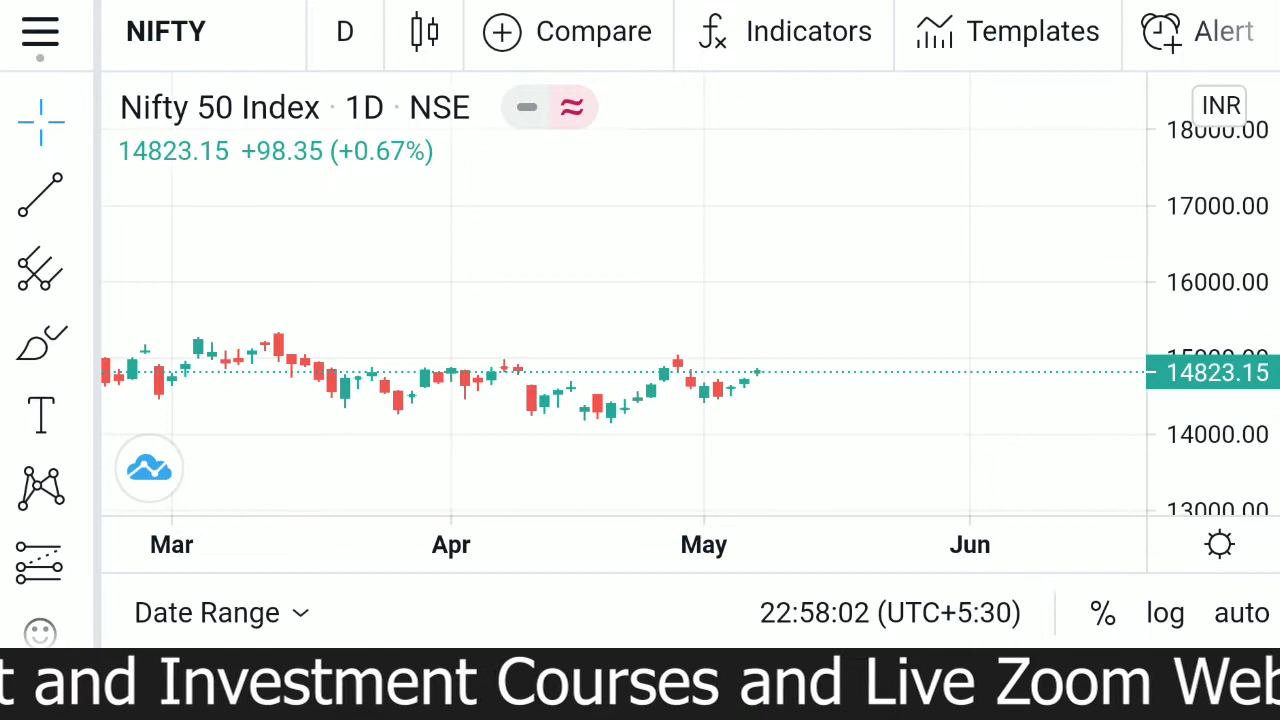 NIFTY D Compare Indicators Templates Alert
Nifty 50 Index · 1D · NSE
INR
14823.15 +98.35 (+0.67%)
18000.00
17000.00
16000.00
15000.00
14823.15
14000.00
13000.00
T
Mar Apr May Jun
Date Range 22:58:02 (UTC+5:30) % log auto
t and Investment Courses and Live Zoom Web